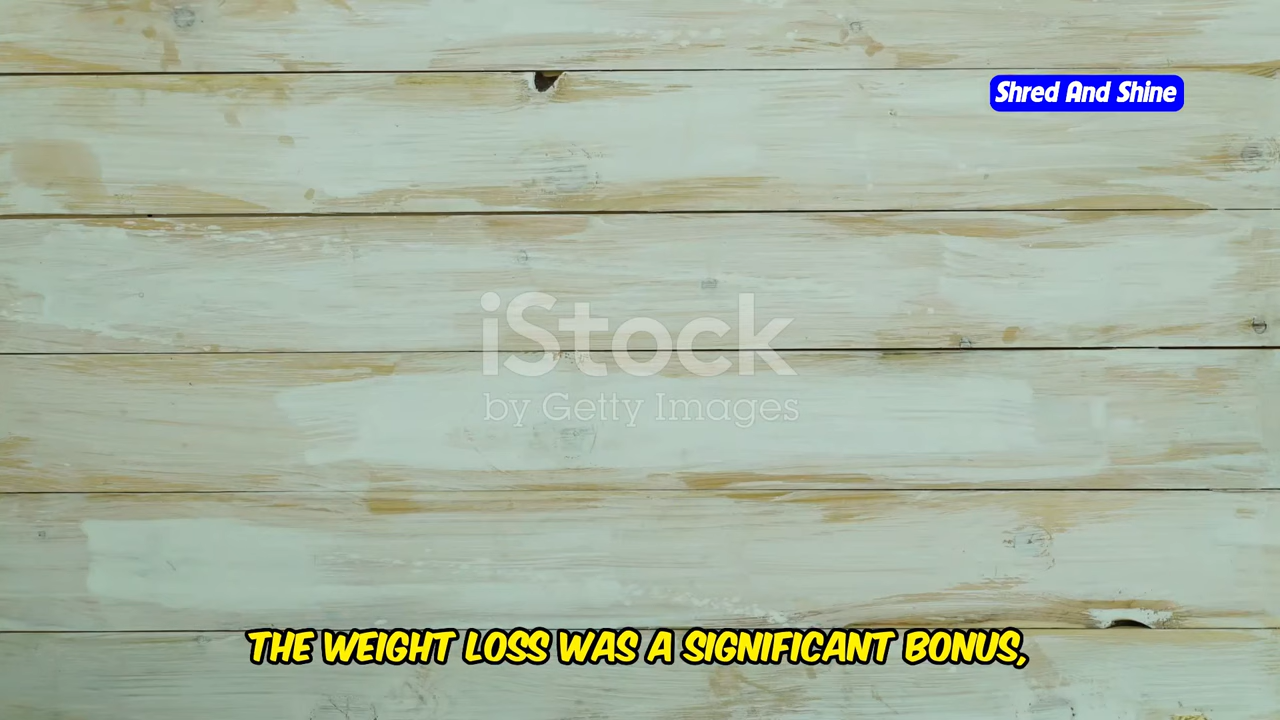 Shred And Shine
iStock
by Getty Images
THE WEIGHT LOSS WAS A SIGNIFICANT BONUS,